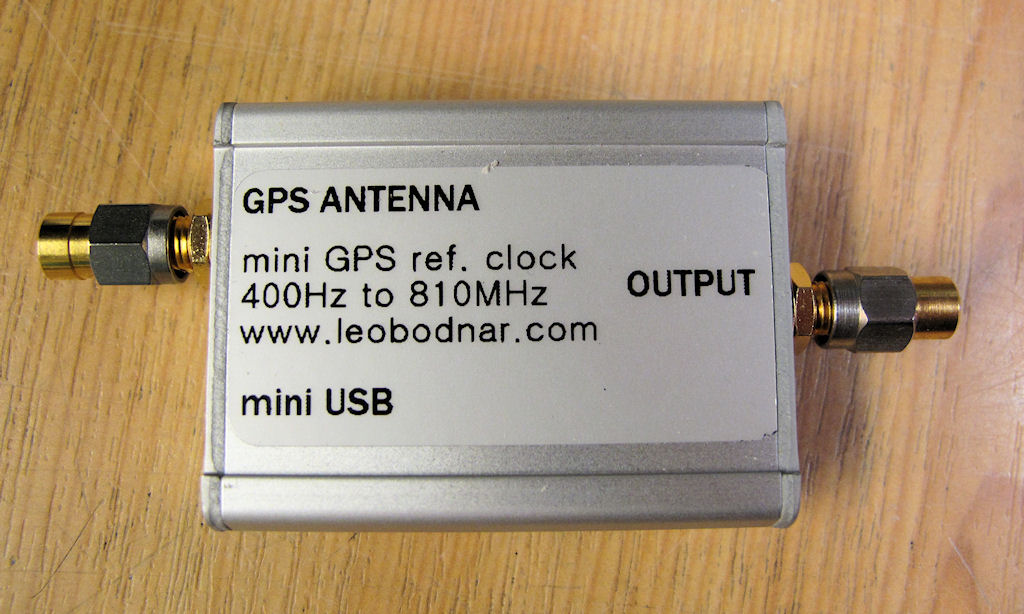 GPS ANTENNA
mini GPS ref. clock
400Hz to 810MHz
www.leobodnar.com
OUTPUT
mini USB